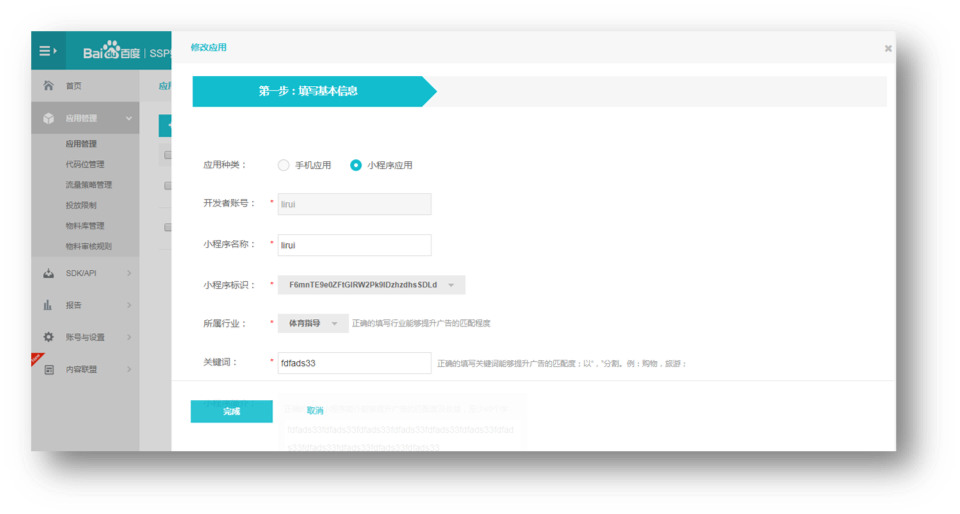 修改应用
Bai百度 | SSP
第一步：填写基本信息
首页
应用管理
应用管理
代码位管理
流量策略管理
投放限制
物料库管理
物料审核规则
SDK/API
报告
账号与设置
内容联盟
应用种类： 手机应用 小程序应用
开发者账号： * lirui
小程序名称： * lirui
小程序标识： *
所属行业： * 体育指导 正确的填写行业能够提升广告的匹配程度
关键词： * fdfads33 正确的填写关键词能够提升广告的匹配度；以“，”分割。例：购物，旅游；
完成 取消